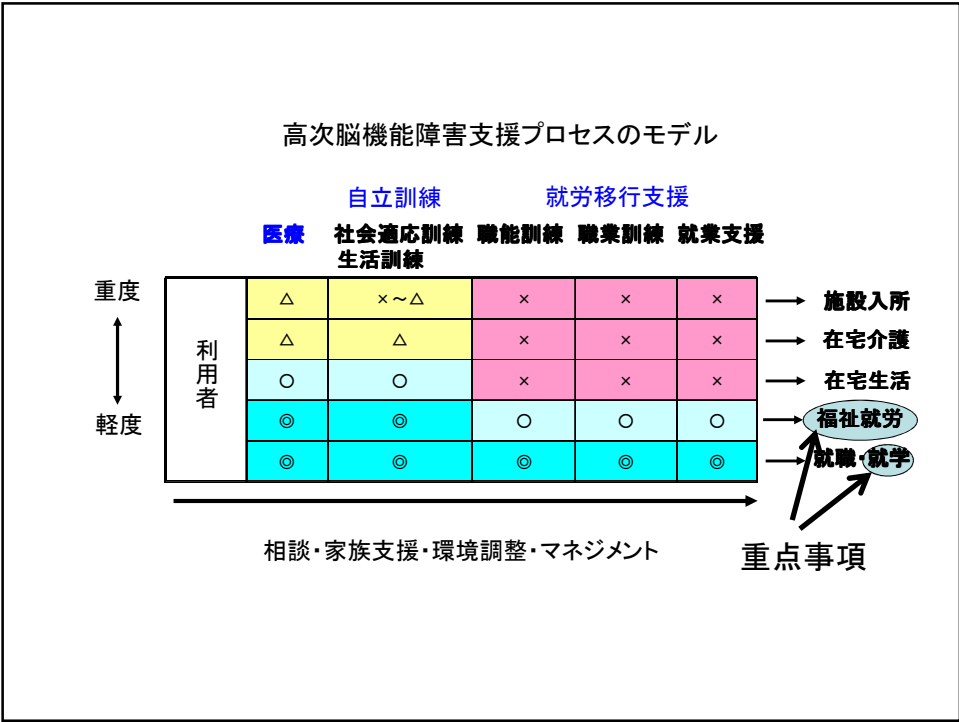 高次脳機能障害支援プロセスのモデル
自立訓練 就労移行支援
医療 社会適応訓練 職能訓練 職業訓練 就業支援
生活訓練
重度
軽度
利用者
△ ×~△ × × × 施設入所
△ △ × × × 在宅介護
○ ○ × × × 在宅生活
◎ ◎ ○ ○ ○ 福祉就労
◎ ◎ ◎ ◎ ◎ 就職・就学
相談・家族支援・環境調整・マネジメント
重点事項